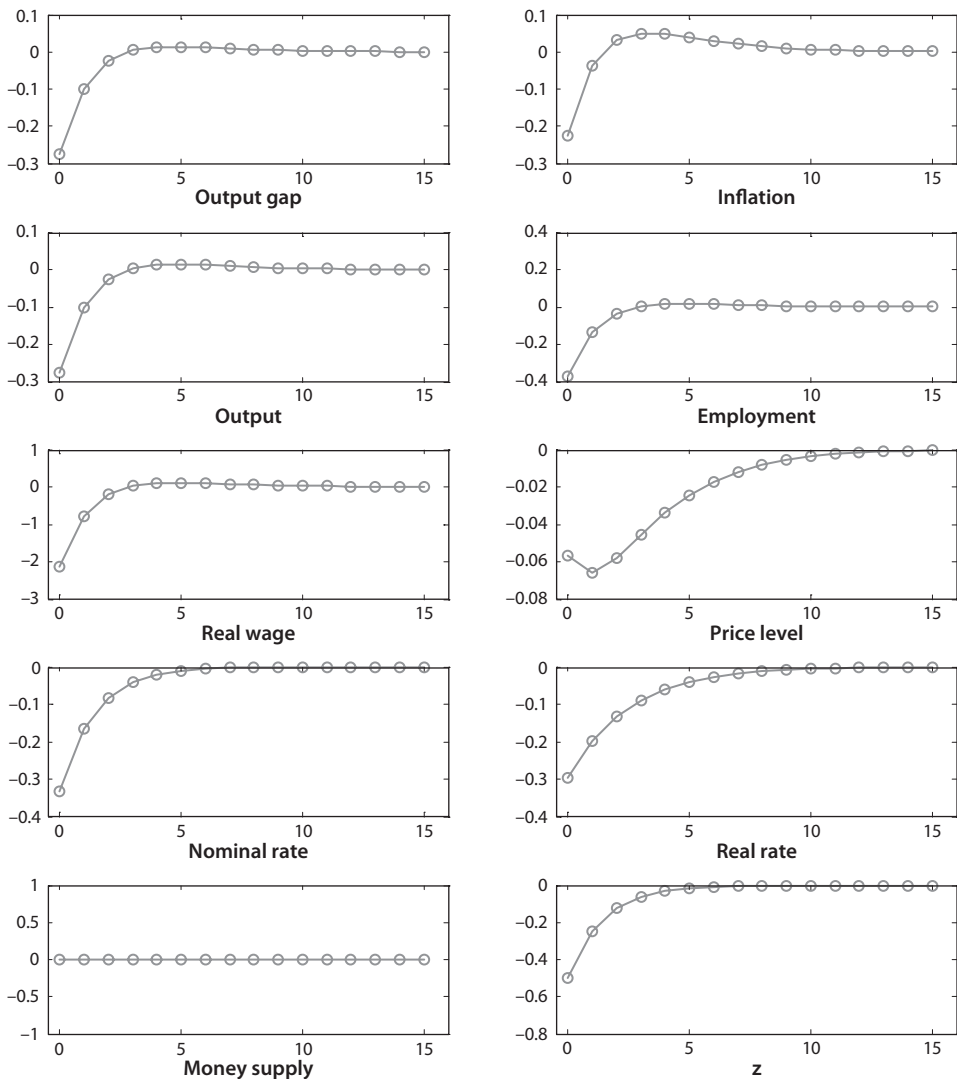 0.1
0
−0.1
−0.2
−0.3
0 5 10 15
Output gap
0.1
0
−0.1
−0.2
−0.3
0 5 10 15
Inflation
0.1
0
−0.1
−0.2
−0.3
0 5 10 15
Output
0.4
0.2
0
−0.2
−0.4
0 5 10 15
Employment
1
0
−1
−2
−3
0 5 10 15
Real wage
0
−0.02
−0.04
−0.06
−0.08
0 5 10 15
Price level
0
−0.1
−0.2
−0.3
−0.4
0 5 10 15
Nominal rate
0
−0.1
−0.2
−0.3
−0.4
0 5 10 15
Real rate
1
0.5
0
−0.5
−1
0 5 10 15
Money supply
0
−0.2
−0.4
−0.6
−0.8
0 5 10 15
z